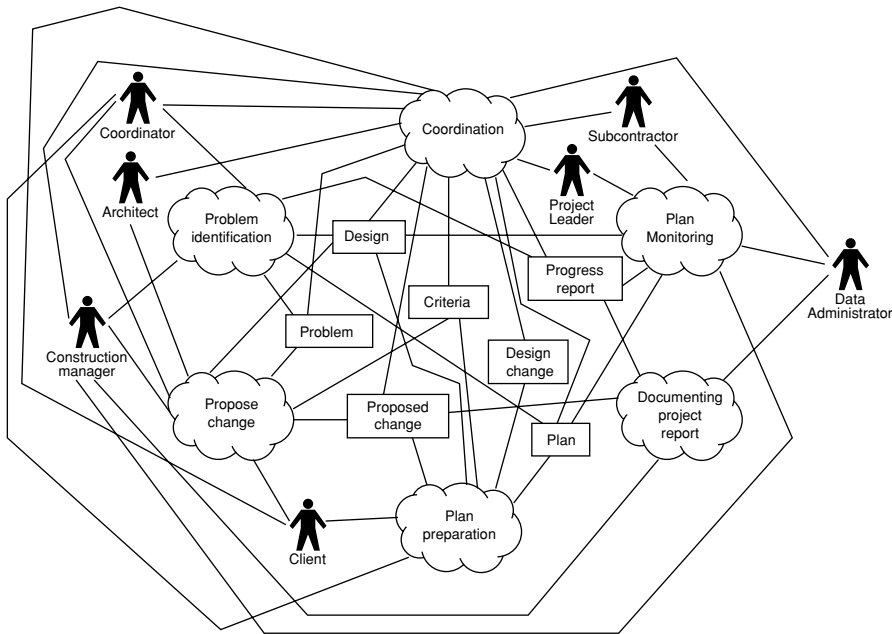 Coordinator
Coordination
Subcontractor
Architect
Project
Leader
Problem
identification
Design
Plan
Monitoring
Progress
report
Data
Administrator
Criteria
Problem
Construction
manager
Design
change
Propose
change
Proposed
change
Documenting
project
report
Plan
Plan
preparation
Client